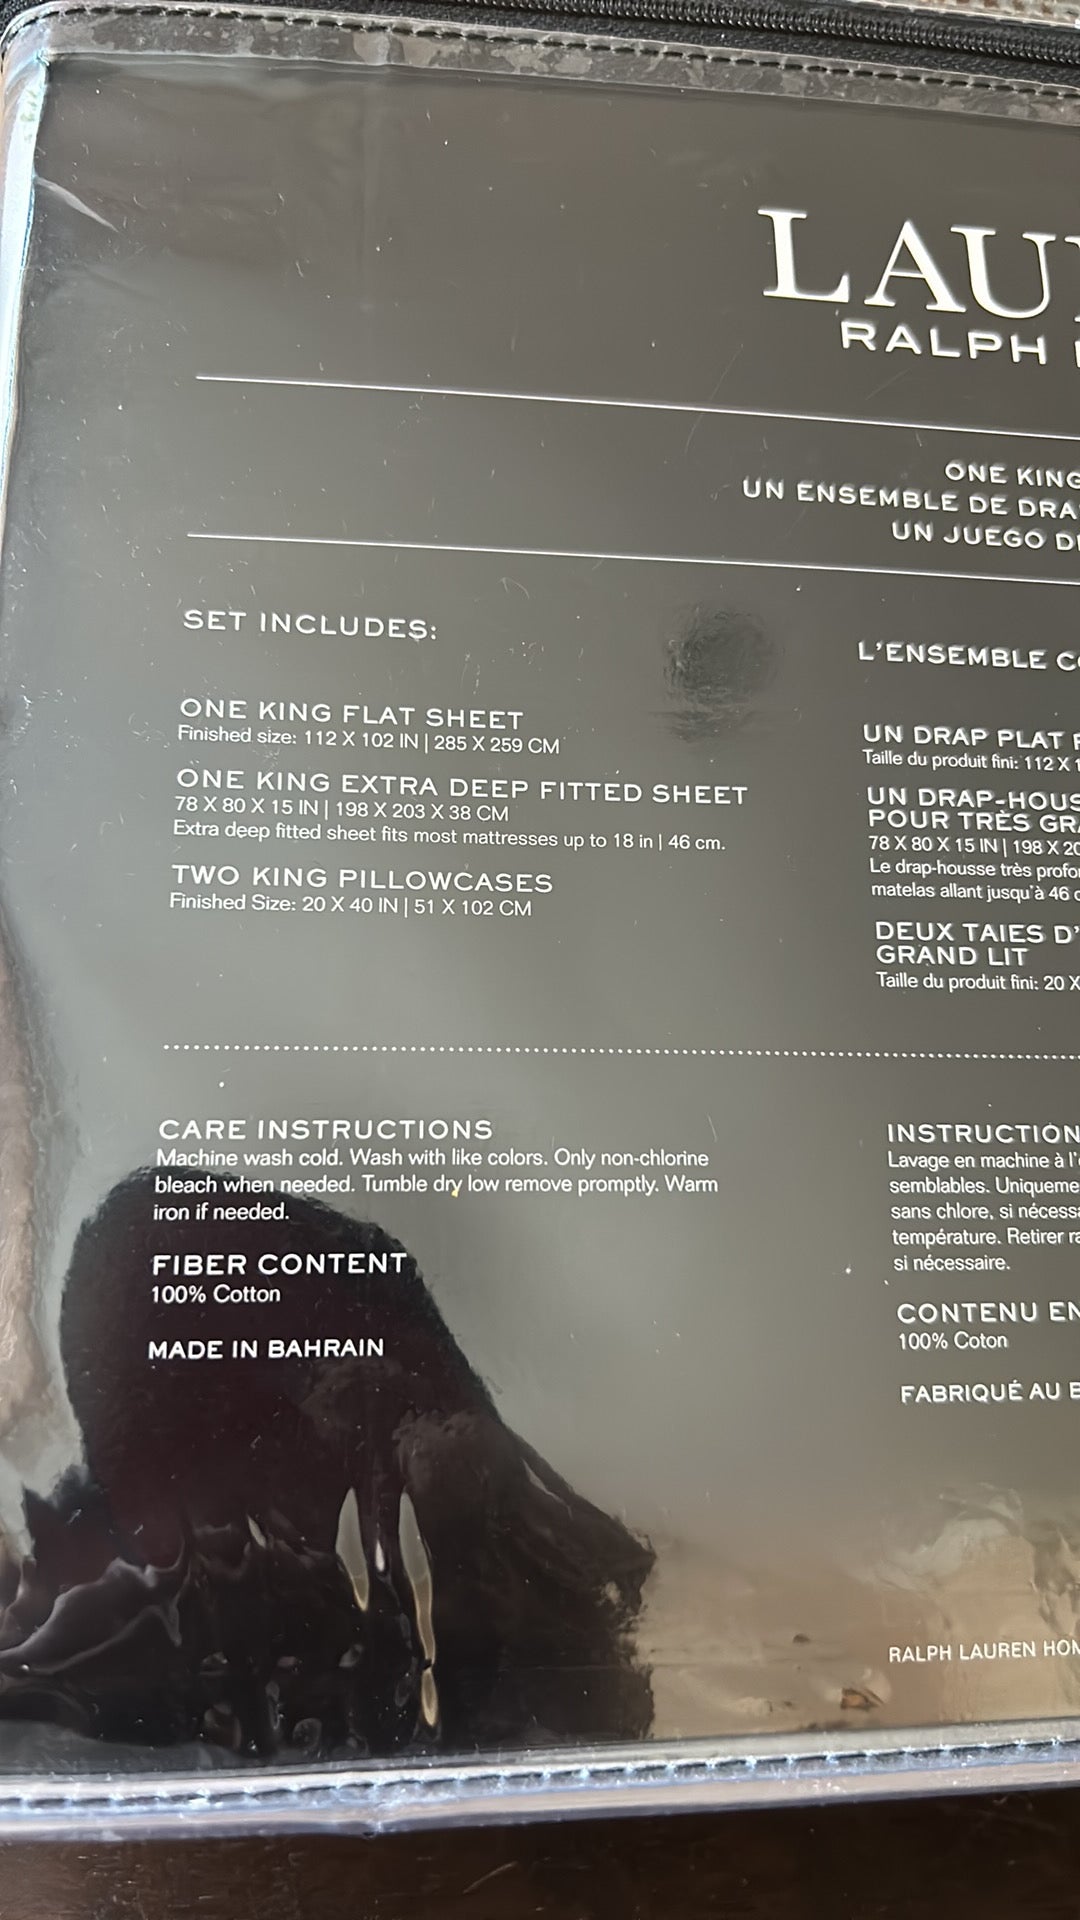 LAU
RALPH
ONE KING
UN ENSEMBLE DE DRA
UN JUEGO D
SET INCLUDES:
ONE KING FLAT SHEET
Finished size: 112 X 102 IN | 285 X 259 CM
ONE KING EXTRA DEEP FITTED SHEET
78 X 80 X 15 IN | 198 X 203 X 38 CM
Extra deep fitted sheet fits most mattresses up to 18 in | 46 cm.
TWO KING PILLOWCASES
Finished Size: 20 X 40 IN | 51 X 102 CM
L'ENSEMBLE C
UN DRAP PLAT
Taille du produit fini: 112 X 1
UN DRAP-HOUS
POUR TRÈS GRA
78 X 80 X 15 IN | 198 X 20
Le drap-housse très profo
matelas allant jusqu'à 46 c
DEUX TAIES D'
GRAND LIT
Taille du produit fini: 20 X
CARE INSTRUCTIONS
Machine wash cold. Wash with like colors. Only non-chlorine
bleach when needed. Tumble dry low remove promptly. Warm
iron if needed.
FIBER CONTENT
100% Cotton
MADE IN BAHRAIN
INSTRUCTION
Lavage en machine à l'
semblables. Uniqueme
sans chlore, si nécess
température. Retirer ra
si nécessaire.
CONTENU EN
100% Coton
FABRIQUÉ AU B
RALPH LAUREN HOM